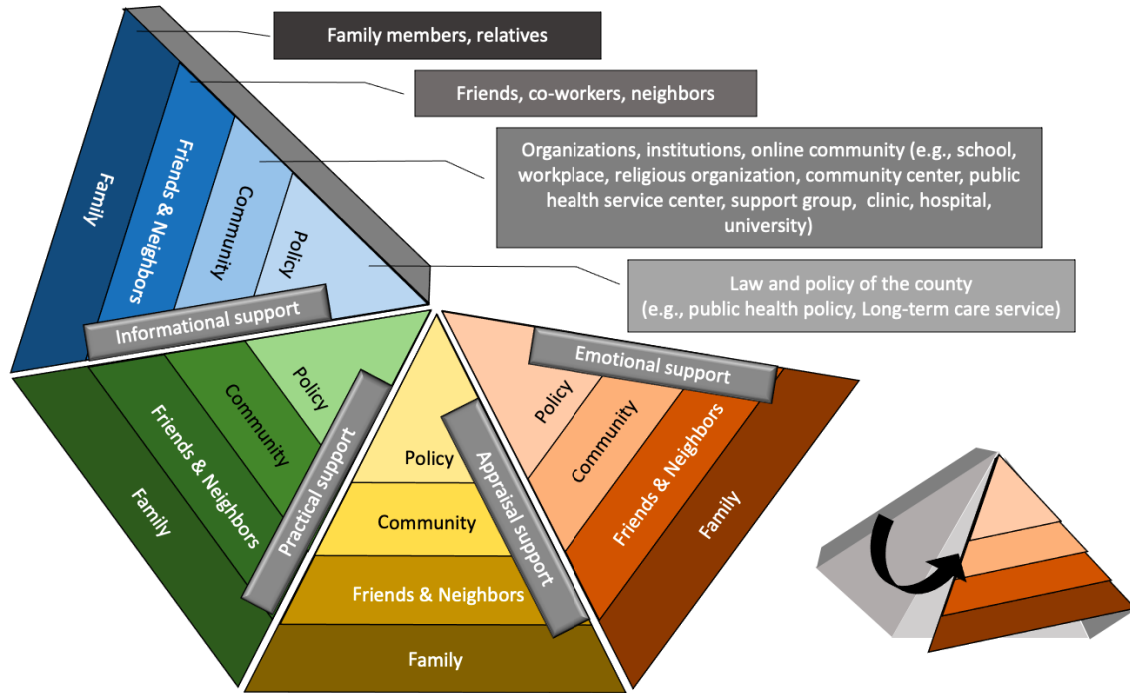 Family members, relatives
Friends, co-workers, neighbors
Organizations, institutions, online community (e.g., school,
workplace, religious organization, community center, public
health service center, support group,  clinic, hospital,
university)
Law and policy of the county
(e.g., public health policy, Long-term care service)
Family
Friends & Neighbors
Community
Policy
Informational support
Family
Friends & Neighbors
Community
Policy
Practical support
Policy
Community
Friends & Neighbors
Family
Appraisal support
Emotional support
Policy
Community
Friends & Neighbors
Family